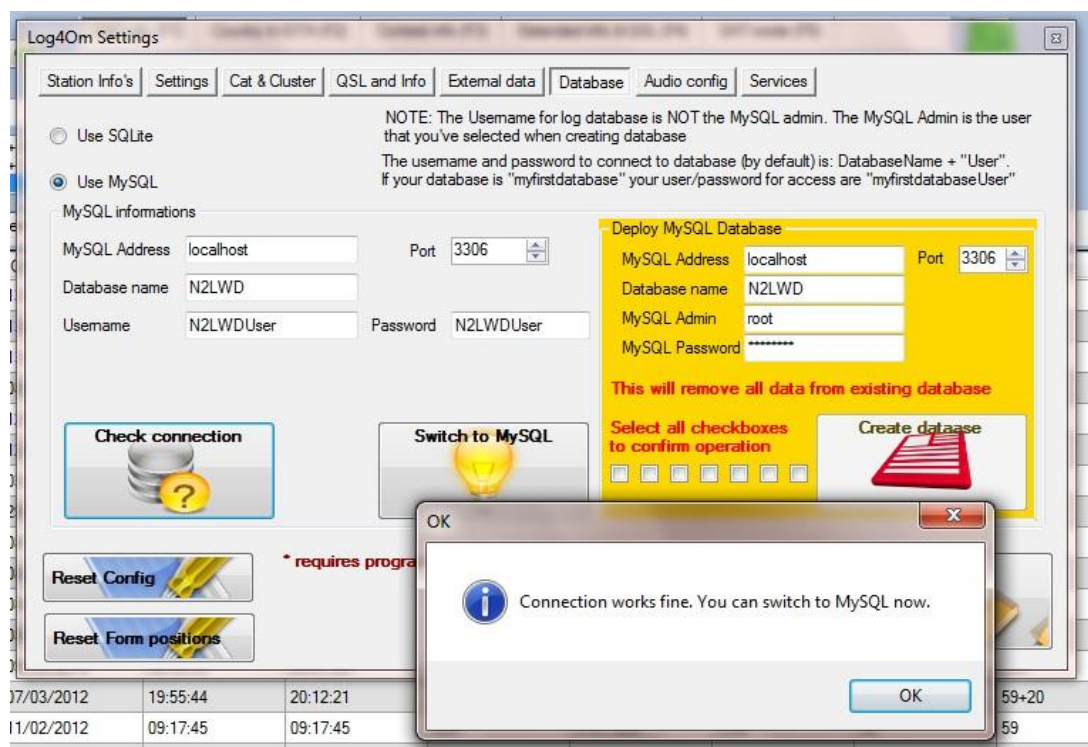 Log4Om Settings
Station Info's Settings Cat & Cluster QSL and Info External data Database Audio config Services
Use SQLite
NOTE: The Username for log database is NOT the MySQL admin. The MySQL Admin is the user
that you've selected when creating database
Use MySQL
The username and password to connect to database (by default) is: DatabaseName + "User".
If your database is "myfirstdatabase" your user/password for access are "myfirstdatabaseUser"
MySQL informations
MySQL Address localhost Port 3306
Database name N2LWD
Username N2LWDUser Password N2LWDUser
Deploy MySQL Database
MySQL Address localhost Port 3306
Database name N2LWD
MySQL Admin root
MySQL Password ********
This will remove all data from existing database
Select all checkboxes
to confirm operation
Create dataase
Check connection
Switch to MySQL
Reset Config
* requires progra
Reset Form positions
OK
Connection works fine. You can switch to MySQL now.
OK
07/03/2012 19:55:44 20:12:21 59+20
11/02/2012 09:17:45 09:17:45 59